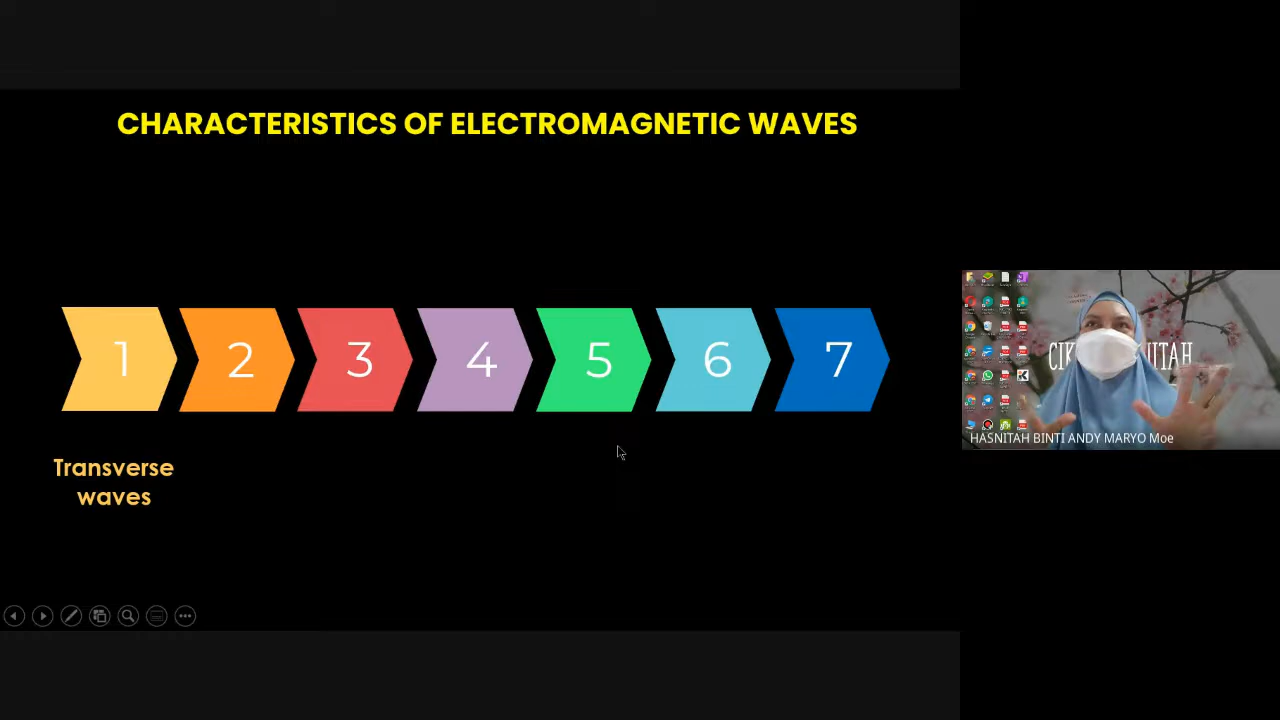 CHARACTERISTICS OF ELECTROMAGNETIC WAVES
1
2
3
4
5
6
7
Transverse
waves
HASNITAH BINTI ANDY MARYO Moe